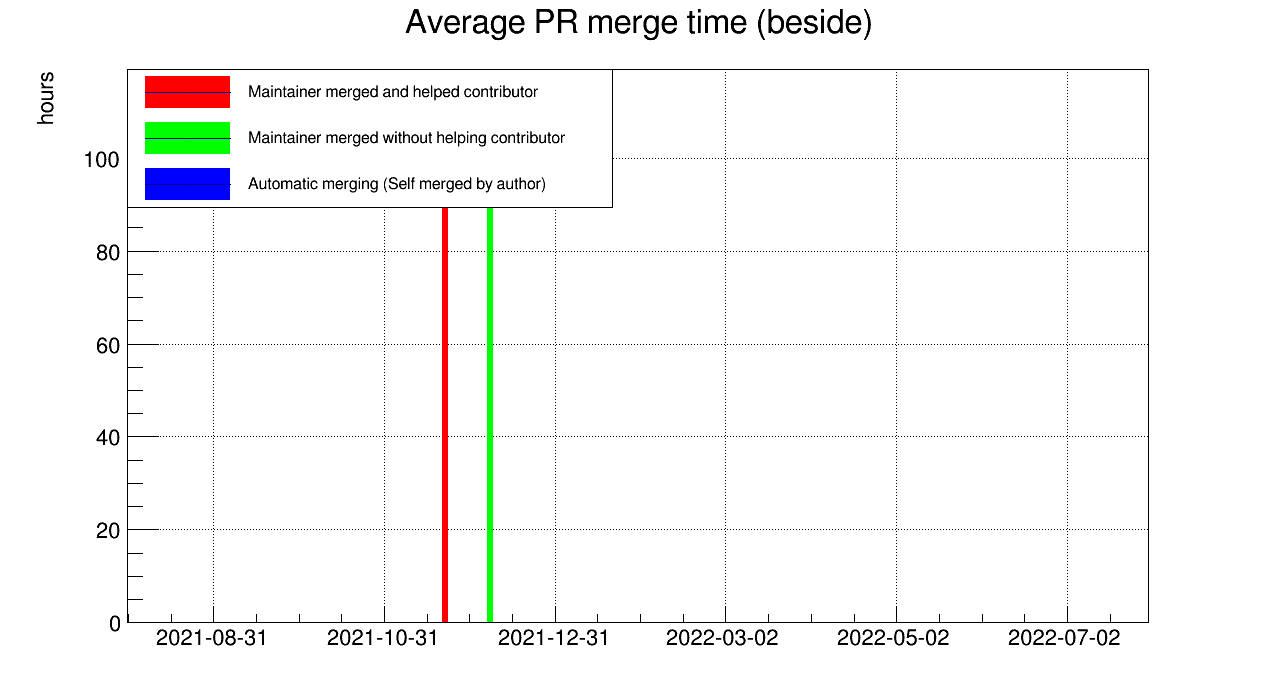 Average PR merge time (beside)
hours
Maintainer merged and helped contributor
Maintainer merged without helping contributor
Automatic merging (Self merged by author)
100
80
60
40
20
0
2021-08-31
2021-10-31
2021-12-31
2022-03-02
2022-05-02
2022-07-02